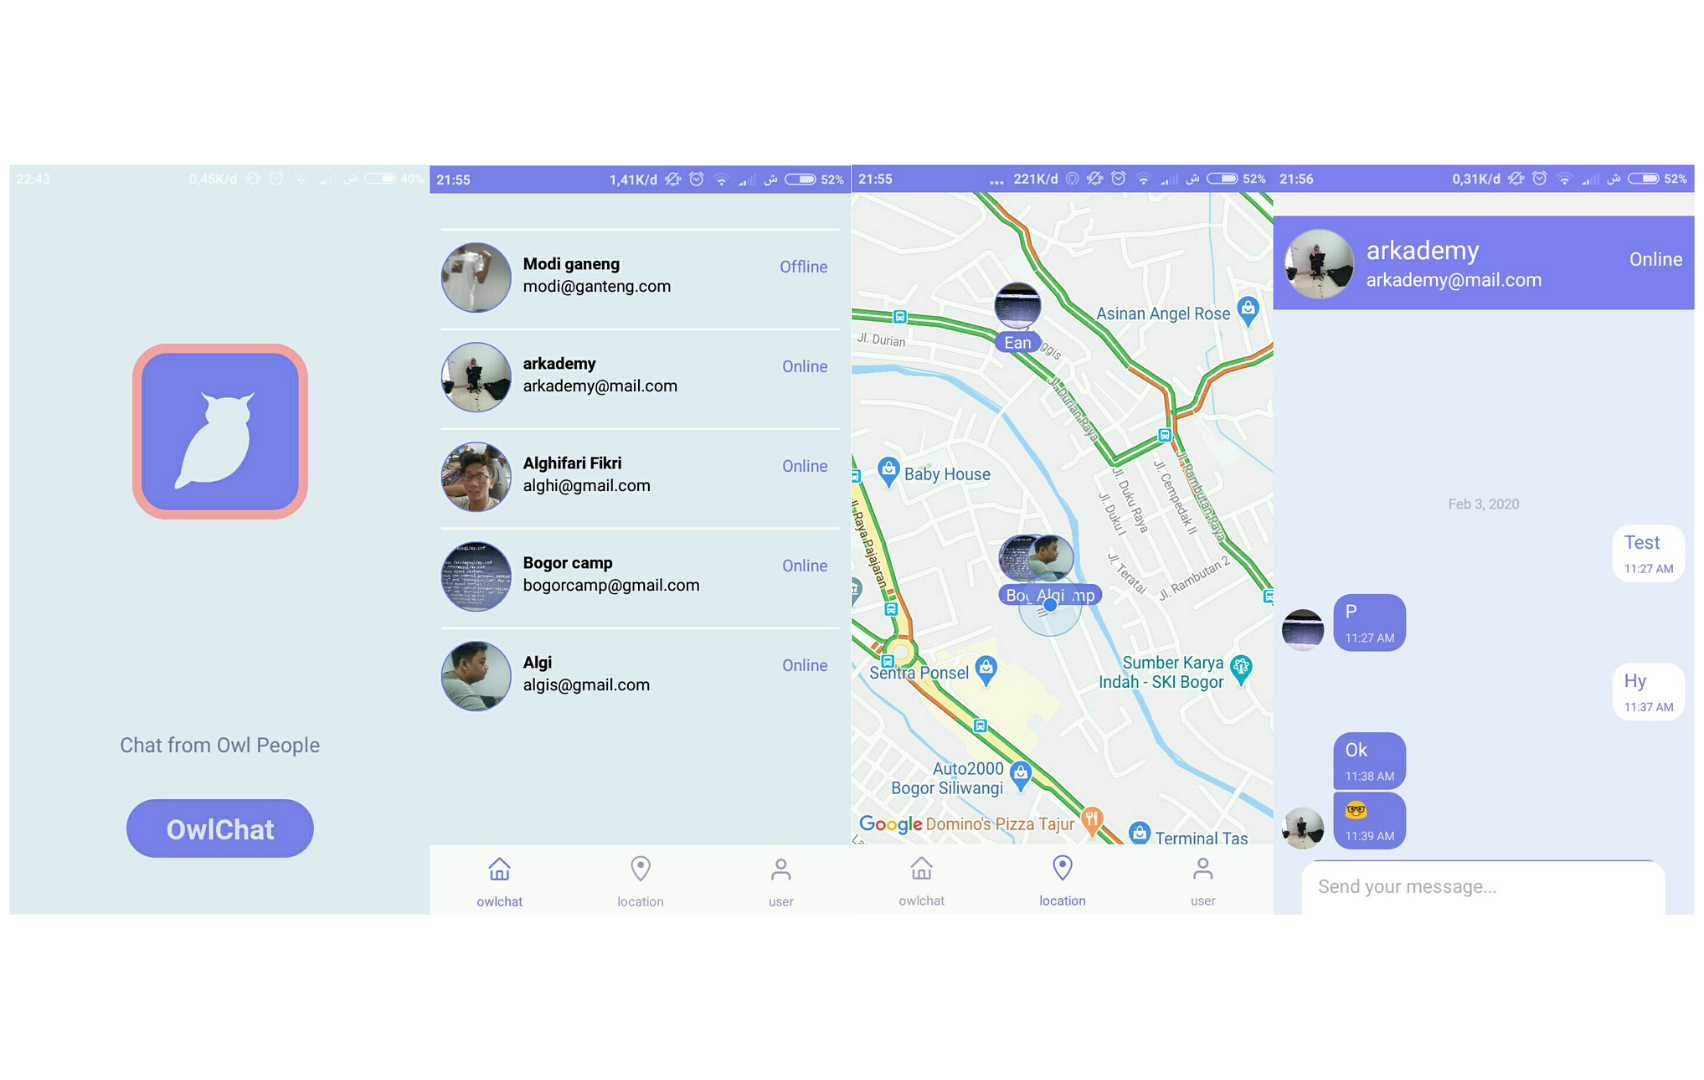 22:43
0,45K/d
40%
Chat from Owl People
OwlChat
21:55
1,41K/d
ش
52%
Modi ganeng
modi@ganteng.com
Offline
arkademy
arkademy@mail.com
Online
Alghifari Fikri
alghi@gmail.com
Online
Bogor camp
bogorcamp@gmail.com
Online
Algi
algis@gmail.com
Online
owlchat
location
user
21:55
... 221K/d
ش
52%
Asinan Angel Rose
Ean
Jl. Durian
Jl. Durian Raya
Baby House
Jl. Raya Pajajaran
Jl. Duku Raya
Jl. Duku I
Jl. Cempedak II
Jl. Rambutan Raya
Jl. Rambutan 2
Jl. Teratai
Algi
Sentra Ponsel
Sumber Karya
Indah - SKI Bogor
Auto2000
Bogor Siliwangi
Google
Domino's Pizza Tajur
Terminal Tas
owlchat
location
user
21:56
0,31K/d
ش
52%
arkademy
arkademy@mail.com
Online
Feb 3, 2020
Test
11:27 AM
P
11:27 AM
Hy
11:37 AM
Ok
11:38 AM
🤓
11:39 AM
Send your message...